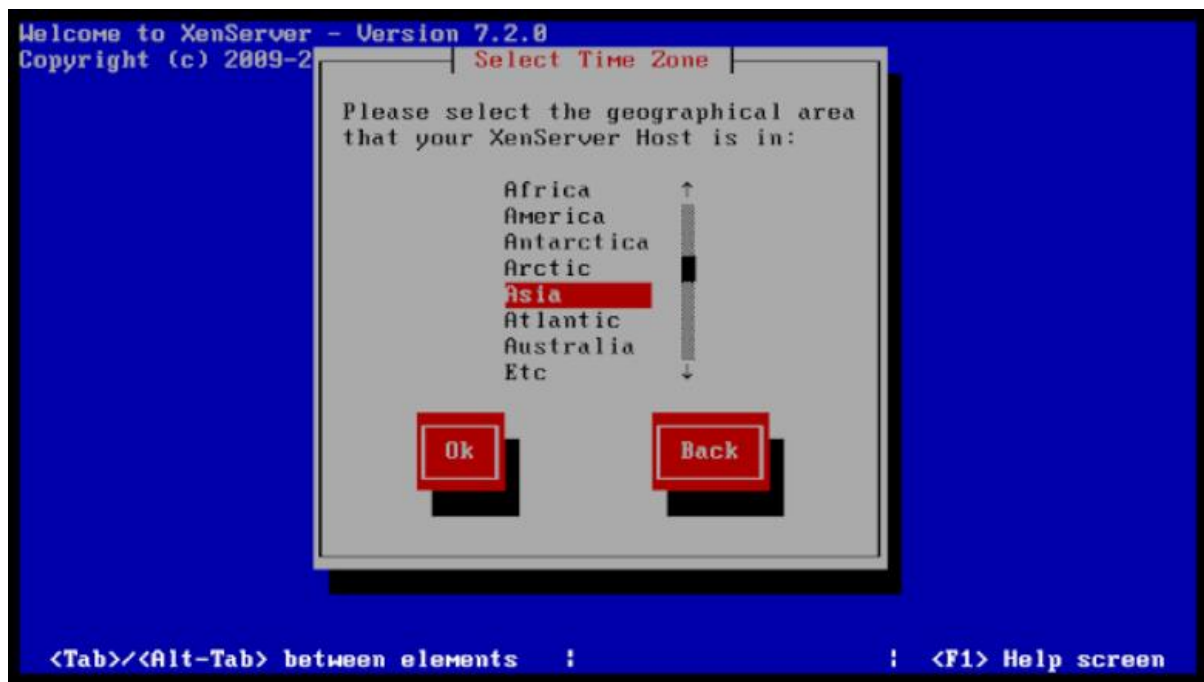 Welcome to XenServer - Version 7.2.0
Copyright (c) 2009-2
Select Time Zone
Please select the geographical area
that your XenServer Host is in:
Africa ↑
America
Antarctica
Arctic
Asia
Atlantic
Australia
Etc ↓
Ok Back
<Tab>/<Alt-Tab> between elements ¦ ¦ <F1> Help screen